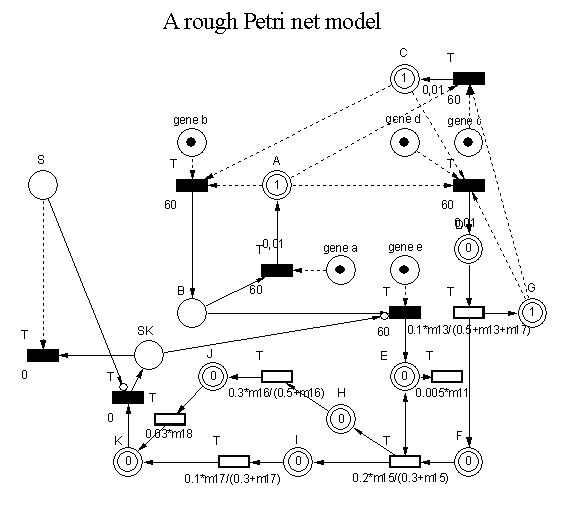 A rough Petri net model
C
T
1
0,01
60
gene b
gene d
gene c
S
T
A
T
1
60
60
0,01
D
0
T
0,01
gene a
gene e
60
B
T
T
G
1
60
0.1*m13/(0.5+m13+m17)
T
SK
J
T
E
T
0
T
T
0
0.3*m16/(0.5+m16)
0
0.005*m11
H
0
0
0.03*m18
K
T
I
T
F
0
0
0
0.1*m17/(0.3+m17)
0.2*m15/(0.3+m15)